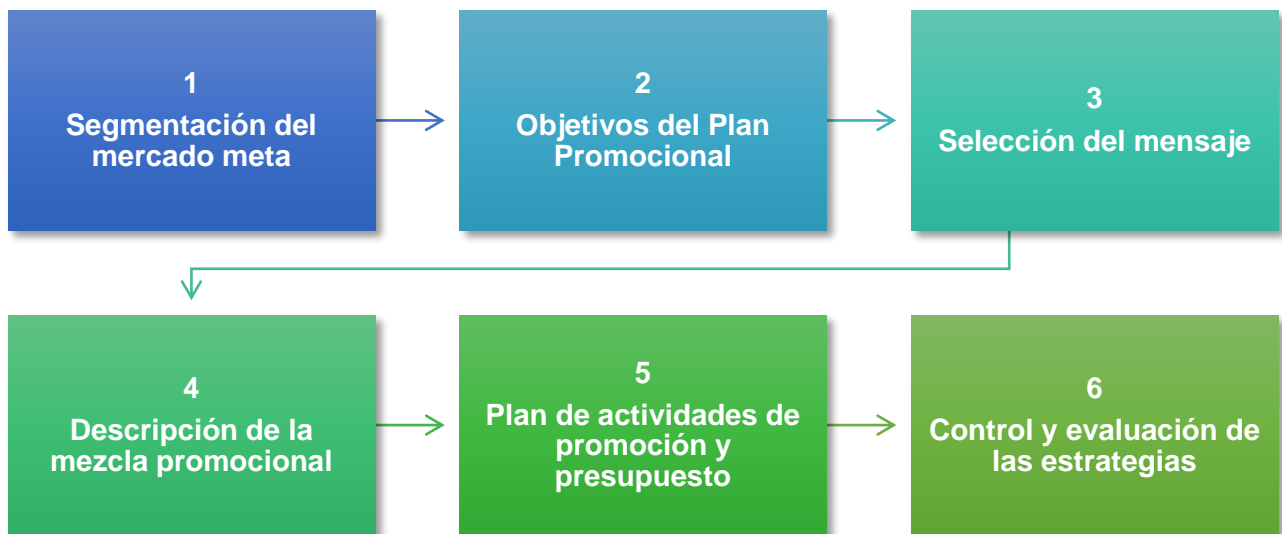 1
Segmentación del
mercado meta
2
Objetivos del Plan
Promocional
3
Selección del mensaje
4
Descripción de la
mezcla promocional
5
Plan de actividades de
promoción y
presupuesto
6
Control y evaluación de
las estrategias